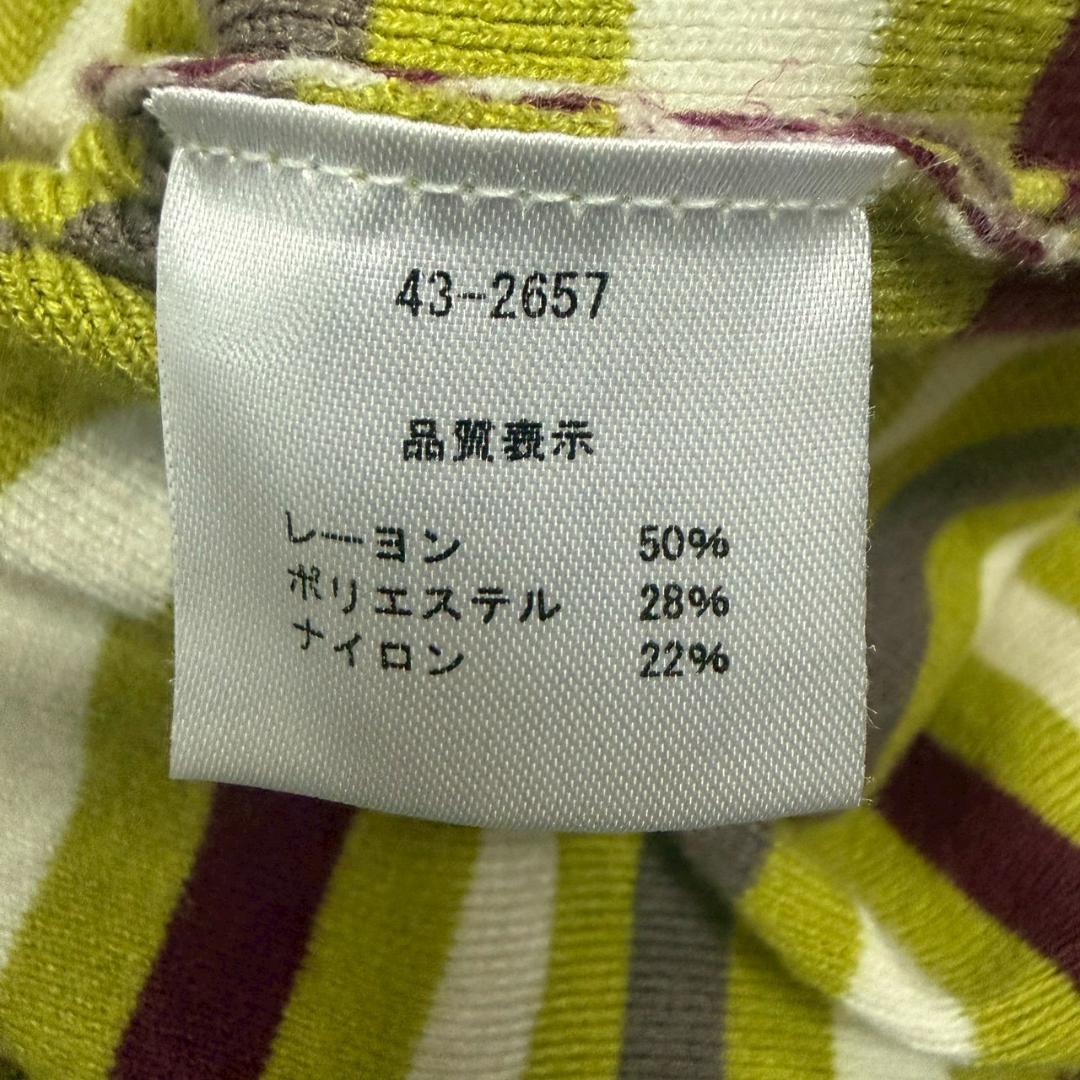 43-2657
品質表示
レーヨン 50%
ポリエステル 28%
ナイロン 22%